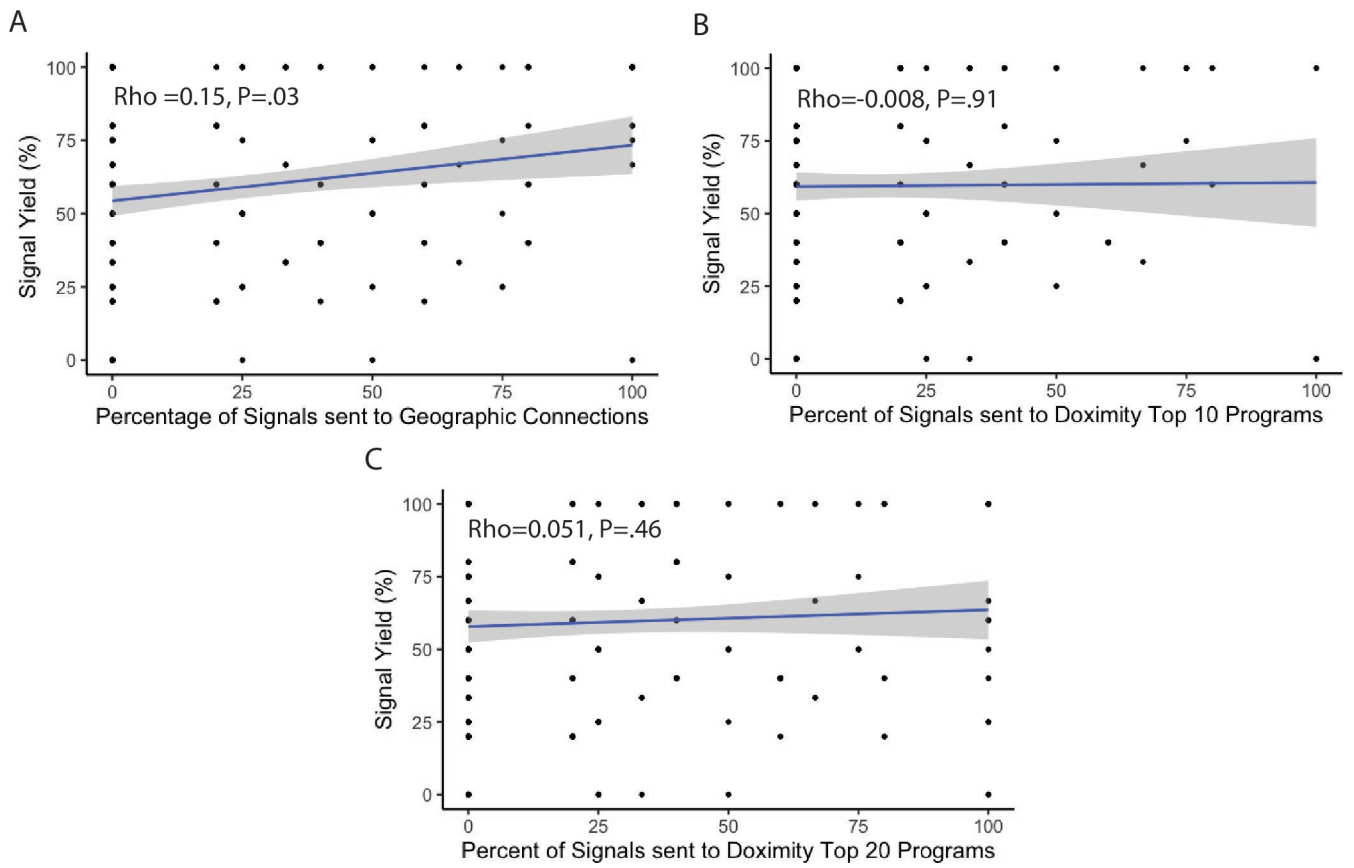 A
Rho =0.15, P=.03
Signal Yield (%)
100
75
50
25
0
0 25 50 75 100
Percentage of Signals sent to Geographic Connections
B
Rho=-0.008, P=.91
Signal Yield (%)
100
75
50
25
0
0 25 50 75 100
Percent of Signals sent to Doximity Top 10 Programs
C
Rho=0.051, P=.46
Signal Yield (%)
100
75
50
25
0
0 25 50 75 100
Percent of Signals sent to Doximity Top 20 Programs